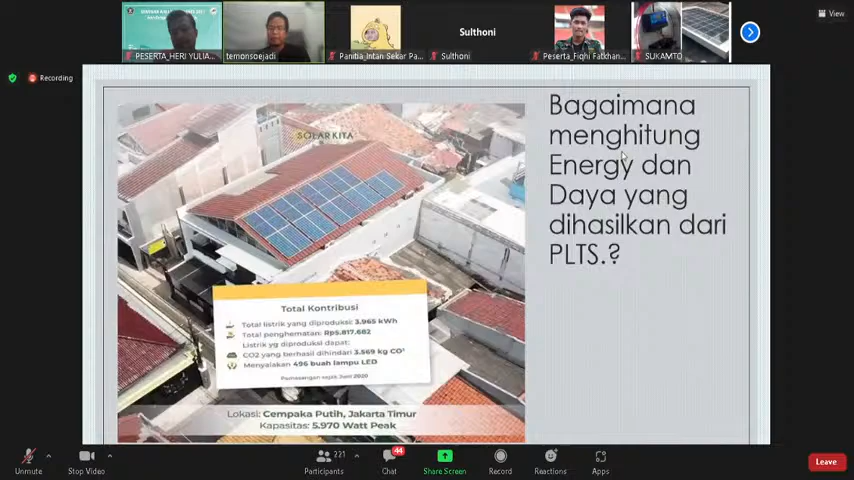 View
PESERTA_HERI YULIA...
temonsoejadi
Panitia_Intan Sekar Pa...
Sulthoni
Sulthoni
Peserta_Fiqhi Fatkhan...
SUKAMTO
Recording
SOLARKITA
Bagaimana
menghitung
Energy dan
Daya yang
dihasilkan dari
PLTS.?
Total Kontribusi
Total listrik yang diproduksi: 3.965 kWh
Total penghematan: Rp5.817.682
Listrik yg diproduksi dapat:
CO2 yang berhasil dihindari 3.569 kg CO²
Menyalakan 496 buah lampu LED
Pemasangan sejak Juni 2020
Lokasi: Cempaka Putih, Jakarta Timur
Kapasitas: 5.970 Watt Peak
Unmute
Stop Video
221
Participants
44
Chat
Share Screen
Record
Reactions
Apps
Leave